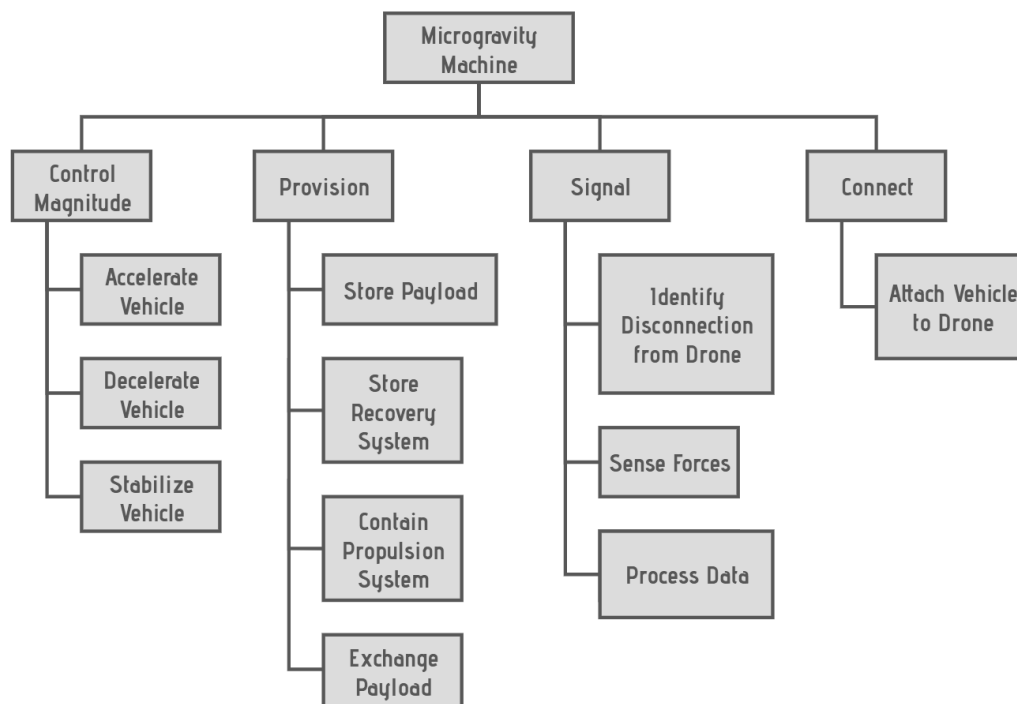 Microgravity
Machine
Control
Magnitude
Provision
Signal
Connect
Accelerate
Vehicle
Decelerate
Vehicle
Stabilize
Vehicle
Store Payload
Store
Recovery
System
Contain
Propulsion
System
Exchange
Payload
Identify
Disconnection
from Drone
Sense Forces
Process Data
Attach Vehicle
to Drone